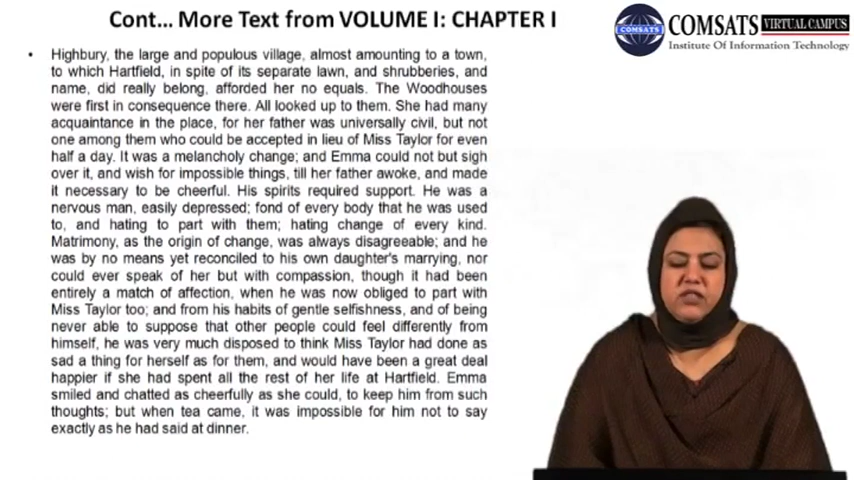 Cont... More Text from VOLUME I: CHAPTER I
COMSATS VIRTUAL CAMPUS
Institute Of Information Technology
COMSATS
• Highbury, the large and populous village, almost amounting to a town,
to which Hartfield, in spite of its separate lawn, and shrubberies, and
name, did really belong, afforded her no equals. The Woodhouses
were first in consequence there. All looked up to them. She had many
acquaintance in the place, for her father was universally civil, but not
one among them who could be accepted in lieu of Miss Taylor for even
half a day. It was a melancholy change; and Emma could not but sigh
over it, and wish for impossible things, till her father awoke, and made
it necessary to be cheerful. His spirits required support. He was a
nervous man, easily depressed; fond of every body that he was used
to, and hating to part with them; hating change of every kind.
Matrimony, as the origin of change, was always disagreeable; and he
was by no means yet reconciled to his own daughter's marrying, nor
could ever speak of her but with compassion, though it had been
entirely a match of affection, when he was now obliged to part with
Miss Taylor too; and from his habits of gentle selfishness, and of being
never able to suppose that other people could feel differently from
himself, he was very much disposed to think Miss Taylor had done as
sad a thing for herself as for them, and would have been a great deal
happier if she had spent all the rest of her life at Hartfield. Emma
smiled and chatted as cheerfully as she could, to keep him from such
thoughts; but when tea came, it was impossible for him not to say
exactly as he had said at dinner.